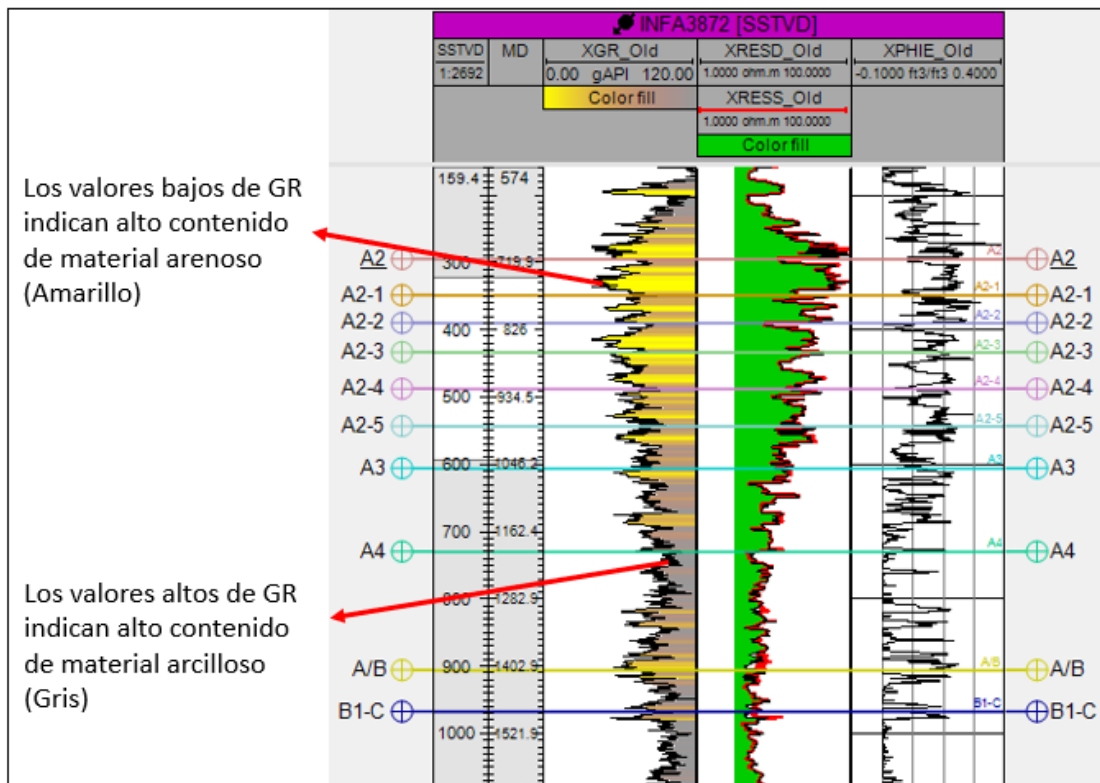 INFA3872 [SSTVD]
SSTVD MD XGR_Old XRESD_Old XPHIE_Old
1:2692 0.00 gAPI 120.00 1.0000 ohm.m 100.0000 -0.1000 ft3/ft3 0.4000
Color fill XRESS_Old
1.0000 ohm.m 100.0000
Color fill
159.4 574
Los valores bajos de GR
indican alto contenido
de material arenoso
(Amarillo)
A2 300 719.9 A2 A2
A2-1 A2-1 A2-1
A2-2 400 826 A2-2 A2-2
A2-3 A2-3 A2-3
A2-4 500 934.5 A2-4 A2-4
A2-5 A2-5 A2-5
A3 600 1046.2 A3 A3
700 1162.4
A4 A4 A4
Los valores altos de GR
indican alto contenido
de material arcilloso
(Gris)
800 1282.9
A/B 900 1402.9 A/B A/B
B1-C B1-C B1-C
1000 1521.9